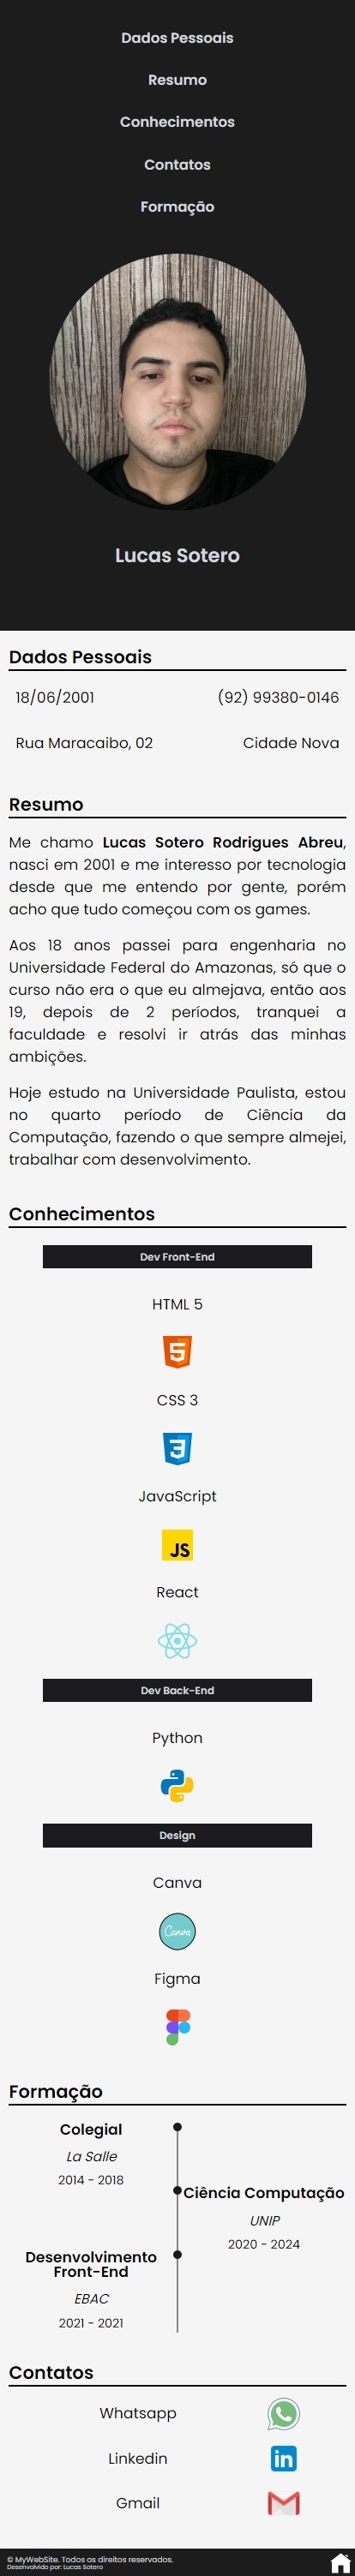 Dados Pessoais
Resumo
Conhecimentos
Contatos
Formação
Lucas Sotero
Dados Pessoais
18/06/2001 (92) 99380-0146
Rua Maracaibo, 02 Cidade Nova
Resumo
Me chamo Lucas Sotero Rodrigues Abreu,
nasci em 2001 e me interesso por tecnologia
desde que me entendo por gente, porém
acho que tudo começou com os games.
Aos 18 anos passei para engenharia no
Universidade Federal do Amazonas, só que o
curso não era o que eu almejava, então aos
19, depois de 2 períodos, tranquei a
faculdade e resolvi ir atrás das minhas
ambições.
Hoje estudo na Universidade Paulista, estou
no quarto período de Ciência da
Computação, fazendo o que sempre almejei,
trabalhar com desenvolvimento.
Conhecimentos
Dev Front-End
HTML 5
5
CSS 3
3
JavaScript
JS
React
Dev Back-End
Python
Design
Canva
Canva
Figma
Formação
Colegial
La Salle
2014 - 2018
Ciência Computação
UNIP
2020 - 2024
Desenvolvimento
Front-End
EBAC
2021 - 2021
Contatos
Whatsapp
Linkedin in
Gmail
© MyWebSite. Todos os direitos reservados.
Desenvolvido por: Lucas Sotero